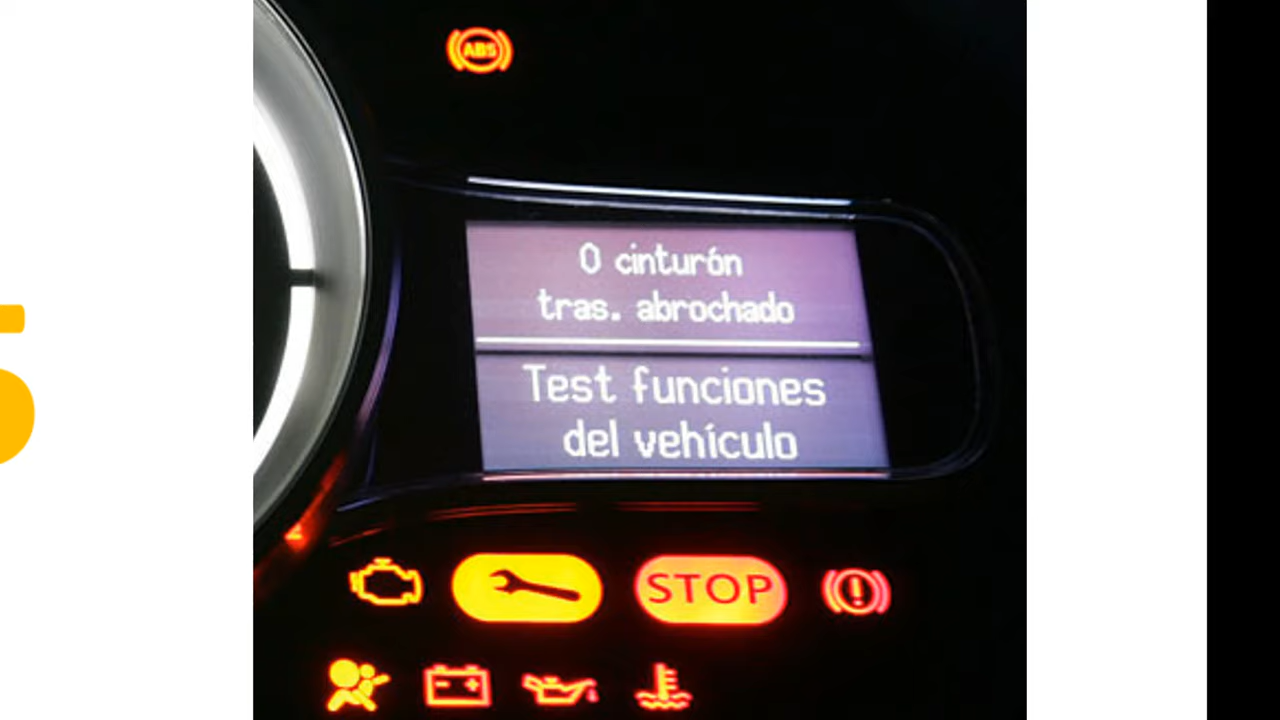 ABS
0 cinturón
tras. abrochado
Test funciones
del vehículo
STOP